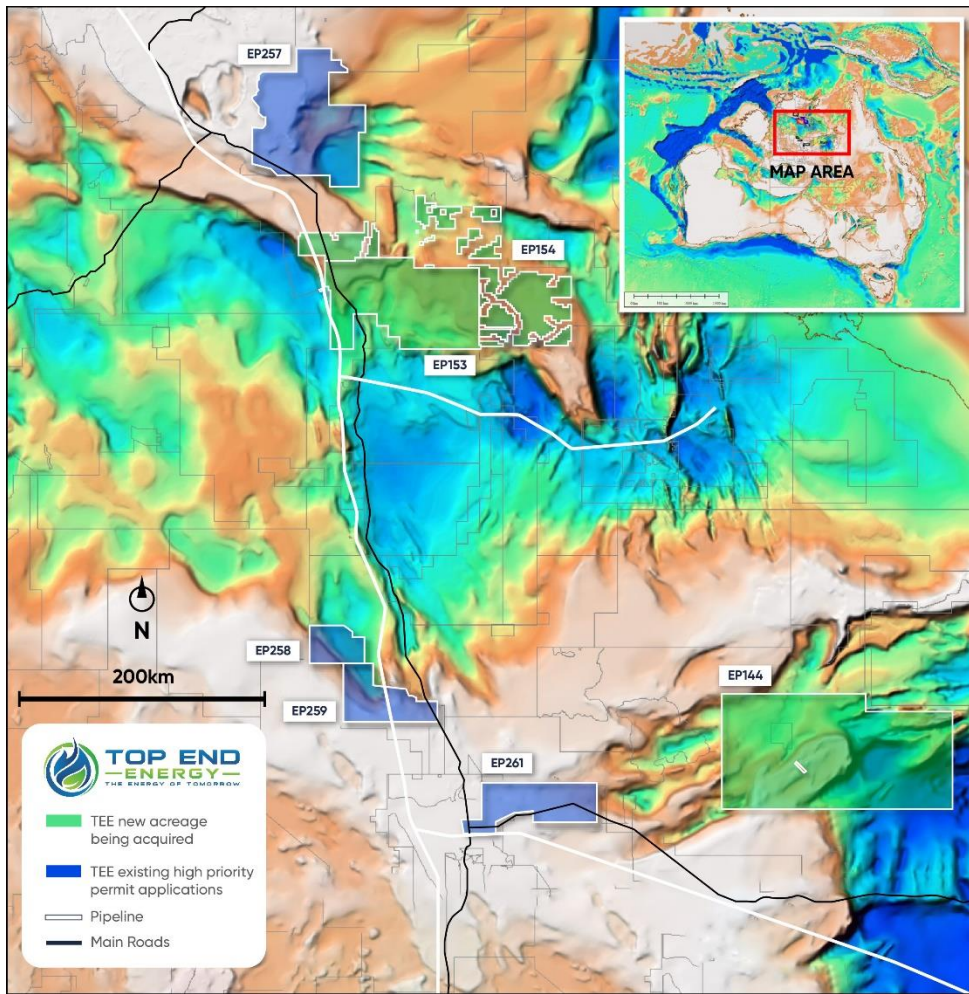 EP257
MAP AREA
EP154
EP153
N
200km
EP258
EP259
EP144
EP261
TOP END
ENERGY
THE ENERGY OF TOMORROW
TEE new acreage
being acquired
TEE existing high priority
permit applications
Pipeline
Main Roads